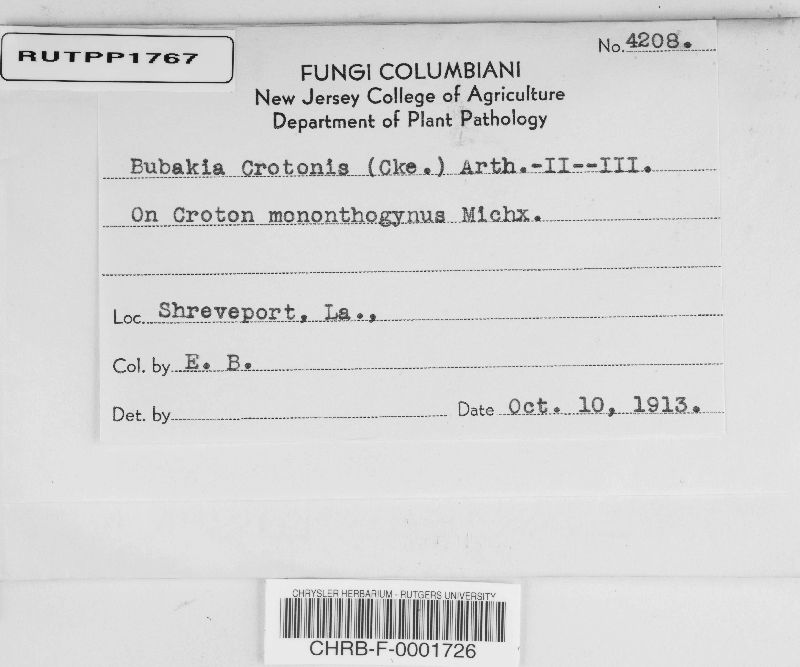 RUTPP1767
No. 4208.
FUNGI COLUMBIANI
New Jersey College of Agriculture
Department of Plant Pathology
Bubakia Crotonis (Cke.) Arth.-II--III.
On Croton mononthogynus Michx.
Loc. Shreveport, La.,
Col. by E. B.
Det. by
Date Oct. 10, 1913.
CHRYSLER HERBARIUM - RUTGERS UNIVERSITY
CHRB-F-0001726